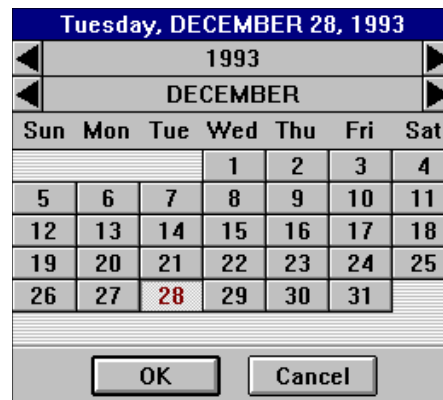 Tuesday, DECEMBER 28, 1993
1993
DECEMBER
Sun Mon Tue Wed Thu Fri Sat
1 2 3 4
5 6 7 8 9 10 11
12 13 14 15 16 17 18
19 20 21 22 23 24 25
26 27 28 29 30 31
OK Cancel